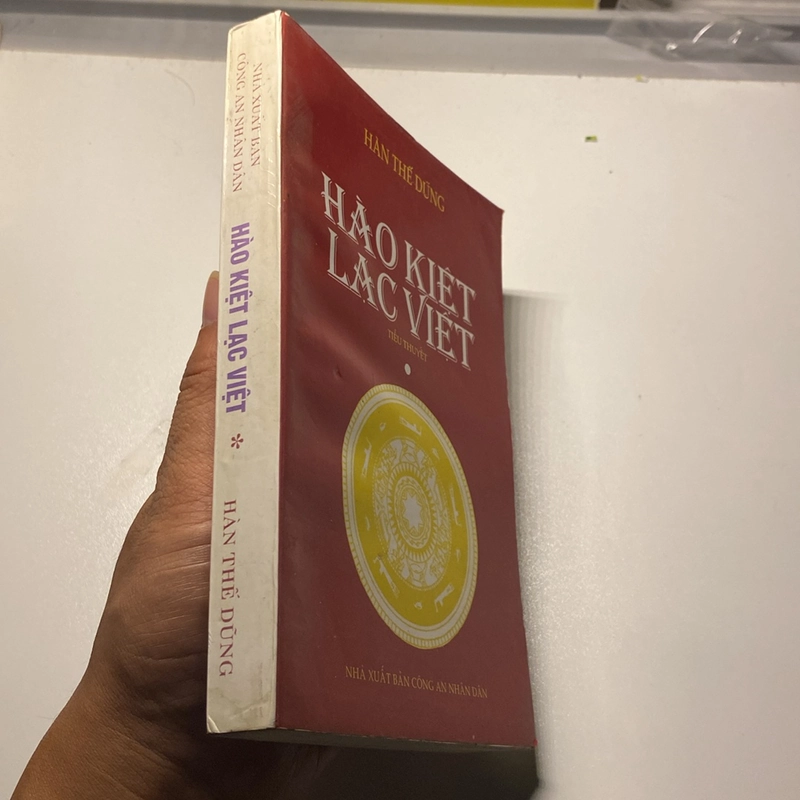 NHÀ XUẤT BẢN
CÔNG AN NHÂN DÂN
HÀO KIỆT LẠC VIỆT *
HÀN THẾ DŨNG
HÀN THẾ DŨNG
HÀO KIỆT
LẠC VIỆT
TIỂU THUYẾT
NHÀ XUẤT BẢN CÔNG AN NHÂN DÂN